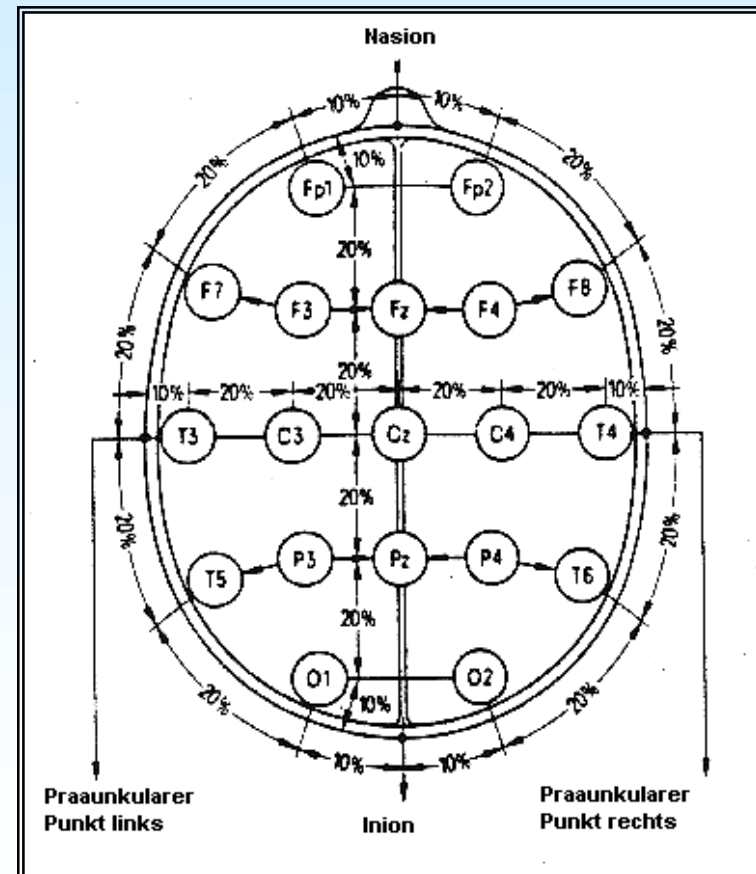 Nasion
10% 10%
20% 10% 20%
Fp1 Fp2
20%
F7 F3 Fz F4 F8
20% 20% 20%
10% 20% 20% 20% 20% 10%
T3 C3 Cz C4 T4
20% 20% 20%
T5 P3 Pz P4 T6
20%
O1 O2
20% 10% 20%
10% 10%
Praaunkularer
Punkt links
Inion
Praaunkularer
Punkt rechts